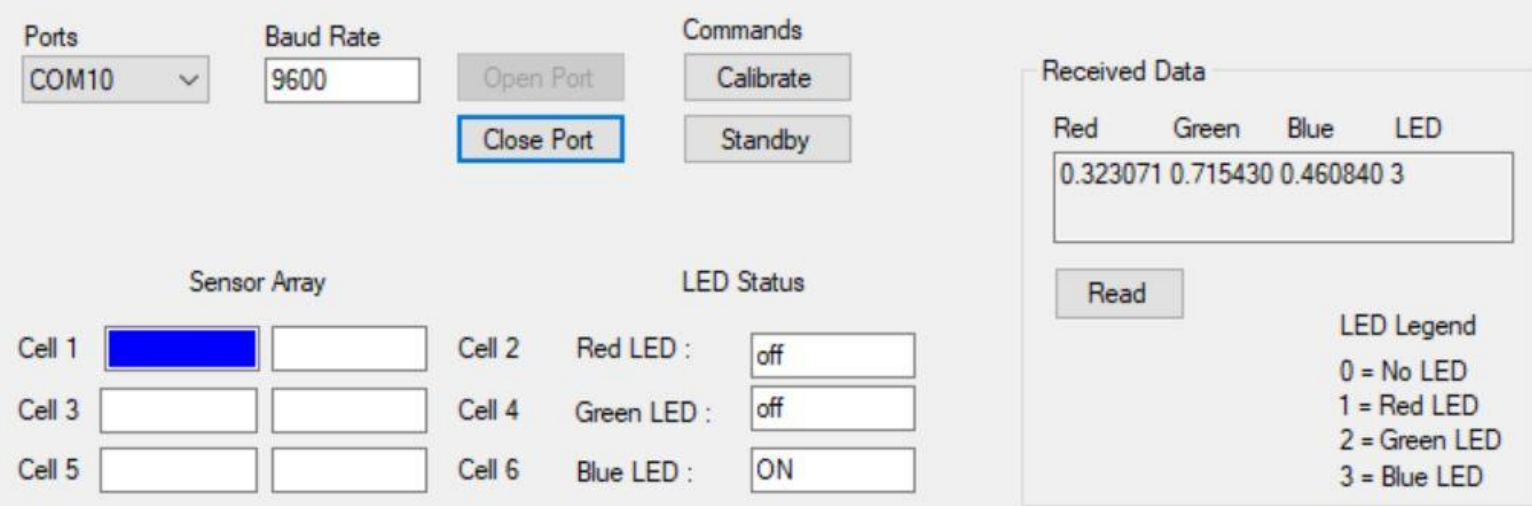 Ports Baud Rate Commands
COM10 9600 Open Port Calibrate
Close Port Standby
Received Data
Red Green Blue LED
0.323071 0.715430 0.460840 3
Read
Sensor Array LED Status
Cell 1 Cell 2 Red LED : off
Cell 3 Cell 4 Green LED : off
Cell 5 Cell 6 Blue LED : ON
LED Legend
0 = No LED
1 = Red LED
2 = Green LED
3 = Blue LED